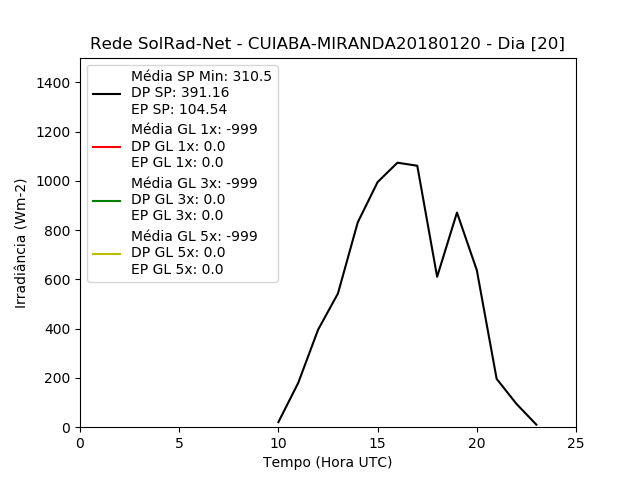 Rede SolRad-Net - CUIABA-MIRANDA20180120 - Dia [20]
Média SP Min: 310.5
DP SP: 391.16
EP SP: 104.54
Média GL 1x: -999
DP GL 1x: 0.0
EP GL 1x: 0.0
Média GL 3x: -999
DP GL 3x: 0.0
EP GL 3x: 0.0
Média GL 5x: -999
DP GL 5x: 0.0
EP GL 5x: 0.0
Irradiância (Wm-2)
1400
1200
1000
800
600
400
200
0
0 5 10 15 20 25
Tempo (Hora UTC)